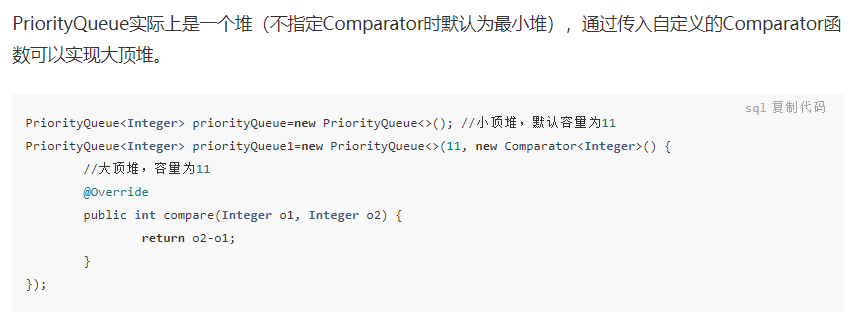 PriorityQueue实际上是一个堆（不指定Comparator时默认为最小堆），通过传入自定义的Comparator函
数可以实现大顶堆。
sql 复制代码
PriorityQueue<Integer> priorityQueue=new PriorityQueue<>(); //小顶堆，默认容量为11
PriorityQueue<Integer> priorityQueue1=new PriorityQueue<>(11, new Comparator<Integer>() {
//大顶堆，容量为11
@Override
public int compare(Integer o1, Integer o2) {
return o2-o1;
}
});